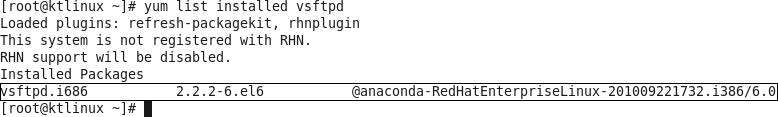 [root@ktlinux ~]# yum list installed vsftpd
Loaded plugins: refresh-packagekit, rhnplugin
This system is not registered with RHN.
RHN support will be disabled.
Installed Packages
vsftpd.i686 2.2.2-6.el6 @anaconda-RedHatEnterpriseLinux-201009221732.i386/6.0
[root@ktlinux ~]#